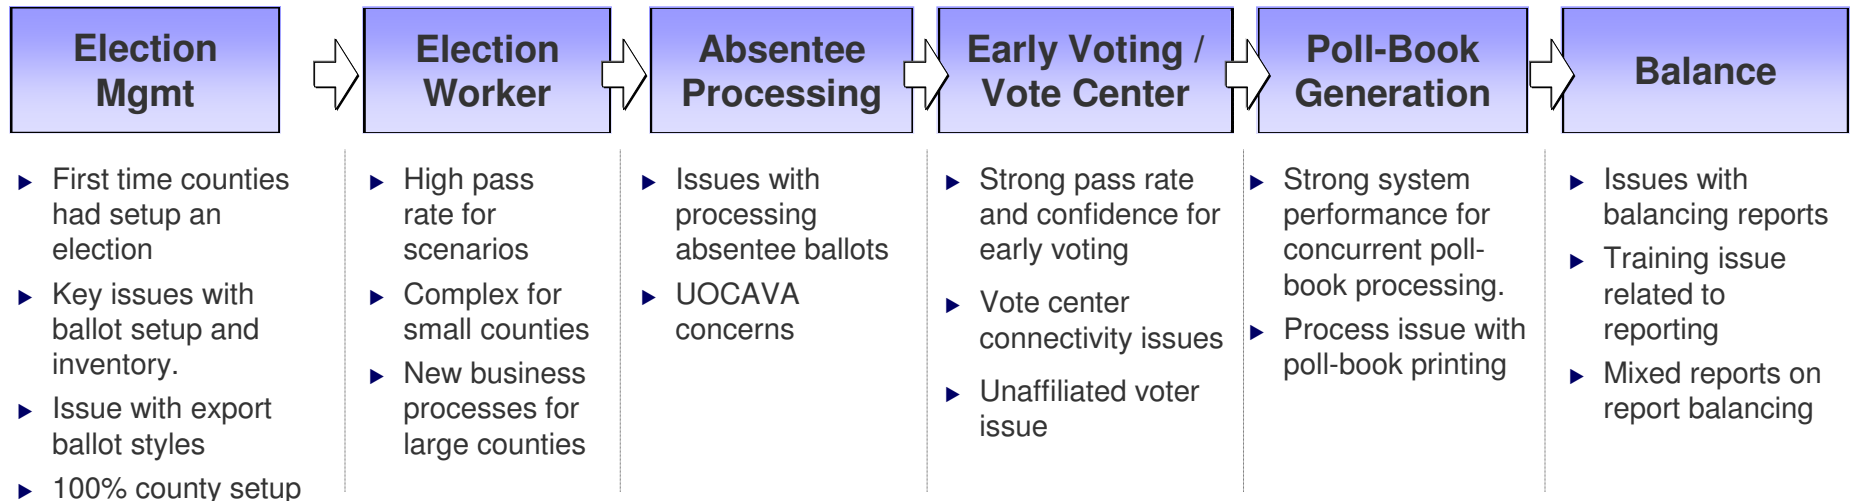 Election
Mgmt
Election
Worker
Absentee
Processing
Early Voting /
Vote Center
Poll-Book
Generation
Balance
First time counties
had setup an
election
Key issues with
ballot setup and
inventory.
Issue with export
ballot styles
100% county setup
High pass
rate for
scenarios
Complex for
small counties
New business
processes for
large counties
Issues with
processing
absentee ballots
UOCAVA
concerns
Strong pass rate
and confidence for
early voting
Vote center
connectivity issues
Unaffiliated voter
issue
Strong system
performance for
concurrent poll-
book processing.
Process issue with
poll-book printing
Issues with
balancing reports
Training issue
related to
reporting
Mixed reports on
report balancing